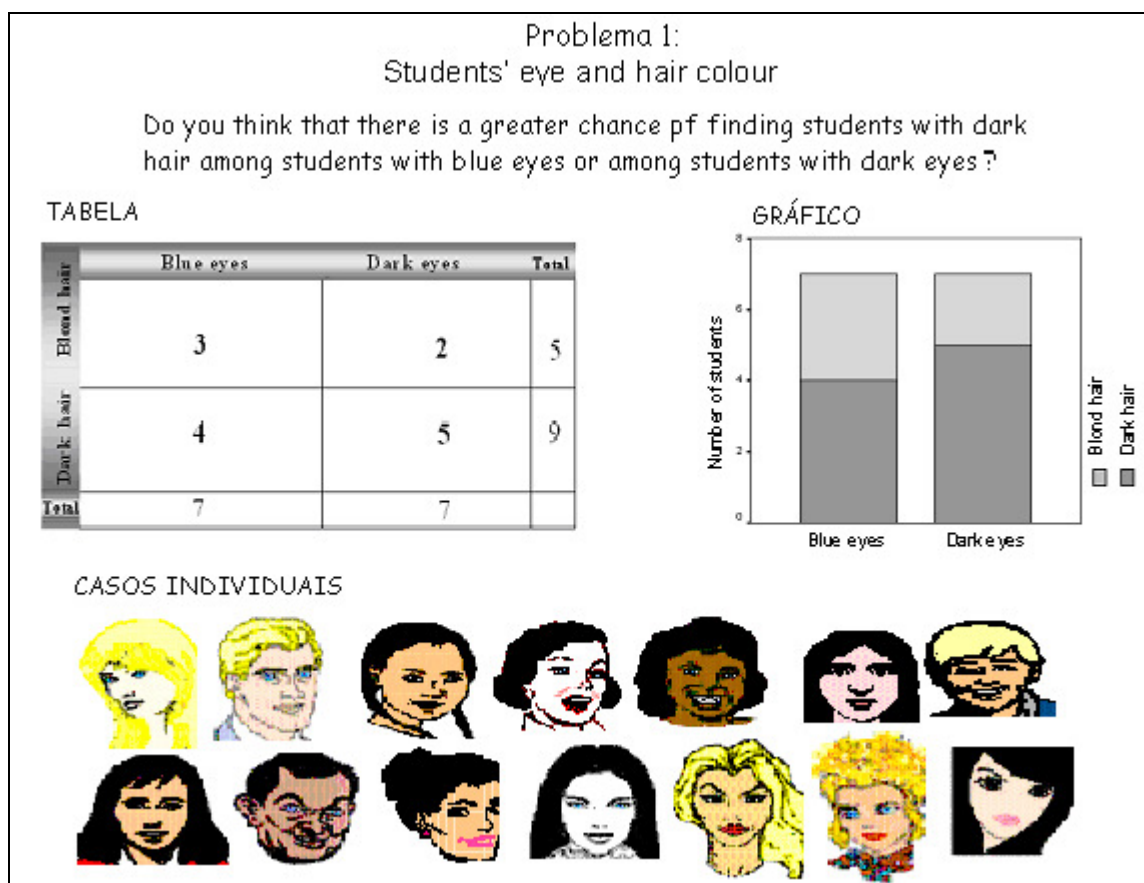 Problema 1:
Students' eye and hair colour
Do you think that there is a greater chance pf finding students with dark
hair among students with blue eyes or among students with dark eyes?
TABELA
Blue eyes Dark eyes Total
Blond hair 3 2 5
Dark hair 4 5 9
Total 7 7
GRÁFICO
8
6
4
2
0
Number of students
Blue eyes Dark eyes
Blond hair
Dark hair
CASOS INDIVIDUAIS